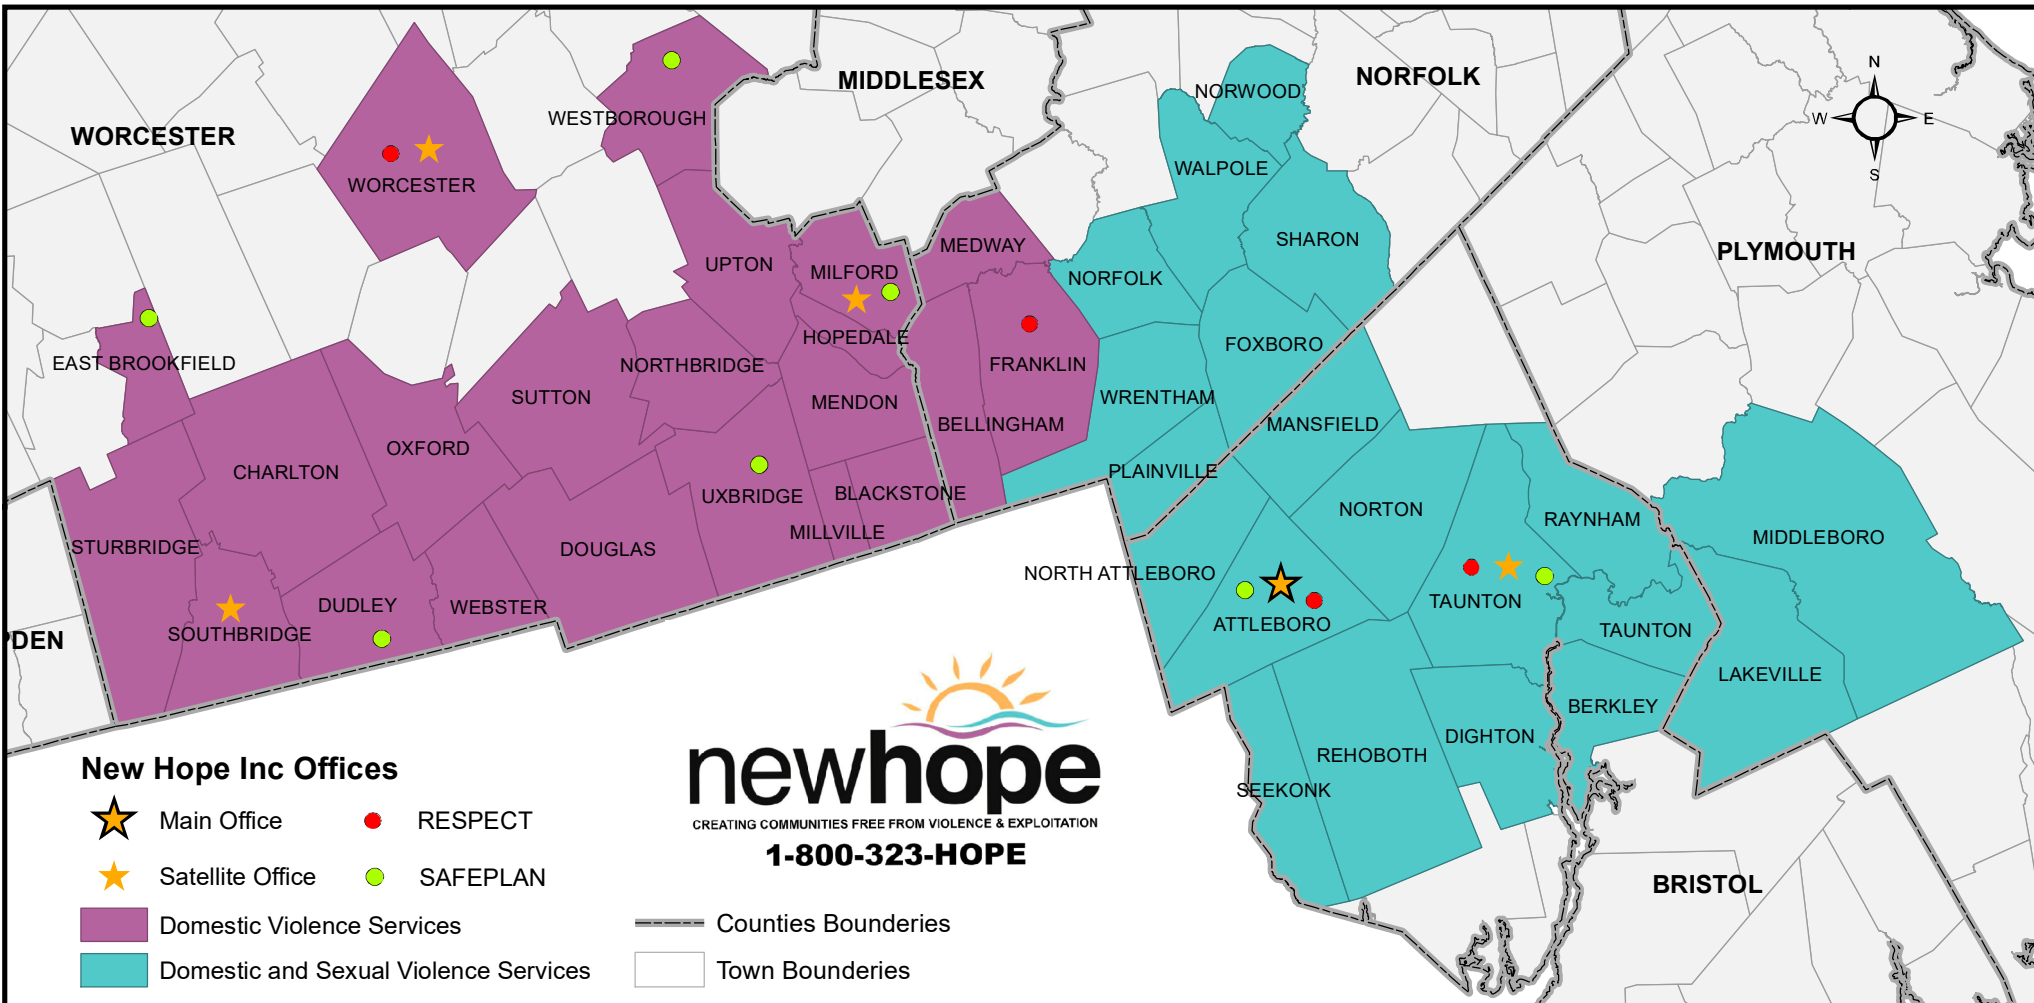 N
W
E
S
MIDDLESEX
NORFOLK
WORCESTER
PLYMOUTH
BRISTOL
NORWOOD
WESTBOROUGH
WALPOLE
WORCESTER
SHARON
MEDWAY
UPTON
MILFORD
NORFOLK
HOPEDALE
FOXBORO
EAST BROOKFIELD
NORTHBRIDGE
FRANKLIN
SUTTON
MENDON
WRENTHAM
BELLINGHAM
MANSFIELD
OXFORD
CHARLTON
PLAINVILLE
UXBRIDGE
BLACKSTONE
NORTON
RAYNHAM
MILLVILLE
MIDDLEBORO
STURBRIDGE
DOUGLAS
NORTH ATTLEBORO
DUDLEY
WEBSTER
TAUNTON
ATTLEBORO
TAUNTON
SOUTHBRIDGE
PDEN
LAKEVILLE
BERKLEY
DIGHTON
REHOBOTH
SEEKONK
newhope
CREATING COMMUNITIES FREE FROM VIOLENCE & EXPLOITATION
1-800-323-HOPE
New Hope Inc Offices
Main Office
RESPECT
Satellite Office
SAFEPLAN
Domestic Violence Services
Counties Bounderies
Domestic and Sexual Violence Services
Town Bounderies